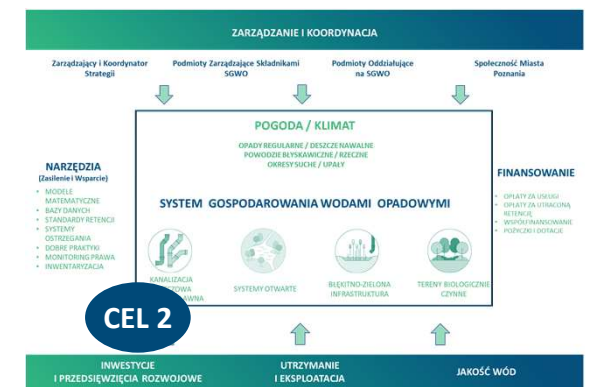 ZARZĄDZANIE I KOORDYNACJA
Zarządzający i Koordynator
Strategii
Podmioty Zarządzające Składnikami
SGWO
Podmioty Oddziałujące
na SGWO
Społeczność Miasta
Poznania
POGODA / KLIMAT
OPADY REGULARNE / DESZCZE NAWALNE
POWODZIE BŁYSKAWICZNE / RZECZNE
OKRESY SUCHE / UPAŁY
NARZĘDZIA
(Zasilenie i Wsparcie)
• MODELE
MATEMATYCZNE
• BAZY DANYCH
• STANDARDY RETENCJI
• SYSTEMY
OSTRZEGANIA
• DOBRE PRAKTYKI
• MONITORING PRAWA
• INWENTARYZACJA
FINANSOWANIE
• OPŁATY ZA USŁUGI
• OPŁATY ZA UTRACONĄ
RETENCJĘ
• WSPÓŁFINANSOWANIE
• POŻYCZKI I DOTACJE
SYSTEM GOSPODAROWANIA WODAMI OPADOWYMI
KANALIZACJA
SYSTEMY OTWARTE
BŁĘKITNO-ZIELONA
INFRASTRUKTURA
TERENY BIOLOGICZNIE
CZYNNE
CEL 2
INWESTYCJE
I PRZEDSIĘWZIĘCIA ROZWOJOWE
UTRZYMANIE
I EKSPLOATACJA
JAKOŚĆ WÓD